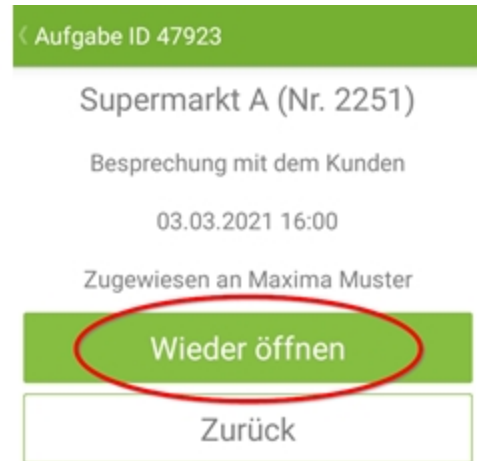 Aufgabe ID 47923
Supermarkt A (Nr. 2251)
Besprechung mit dem Kunden
03.03.2021 16:00
Zugewiesen an Maxima Muster
Wieder öffnen
Zurück